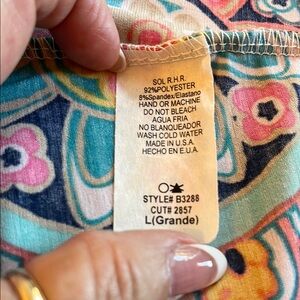 SOL R.H.R.
92%POLYESTER
8%Spandex/Elastano
HAND OR MACHINE
DO NOT BLEACH
AGUA FRIA
NO BLANQUEADOR
WASH COLD WATER
MADE IN U.S.A.
HECHO EN E.U.A.
STYLE# B3288
CUT# 2857
L(Grande)